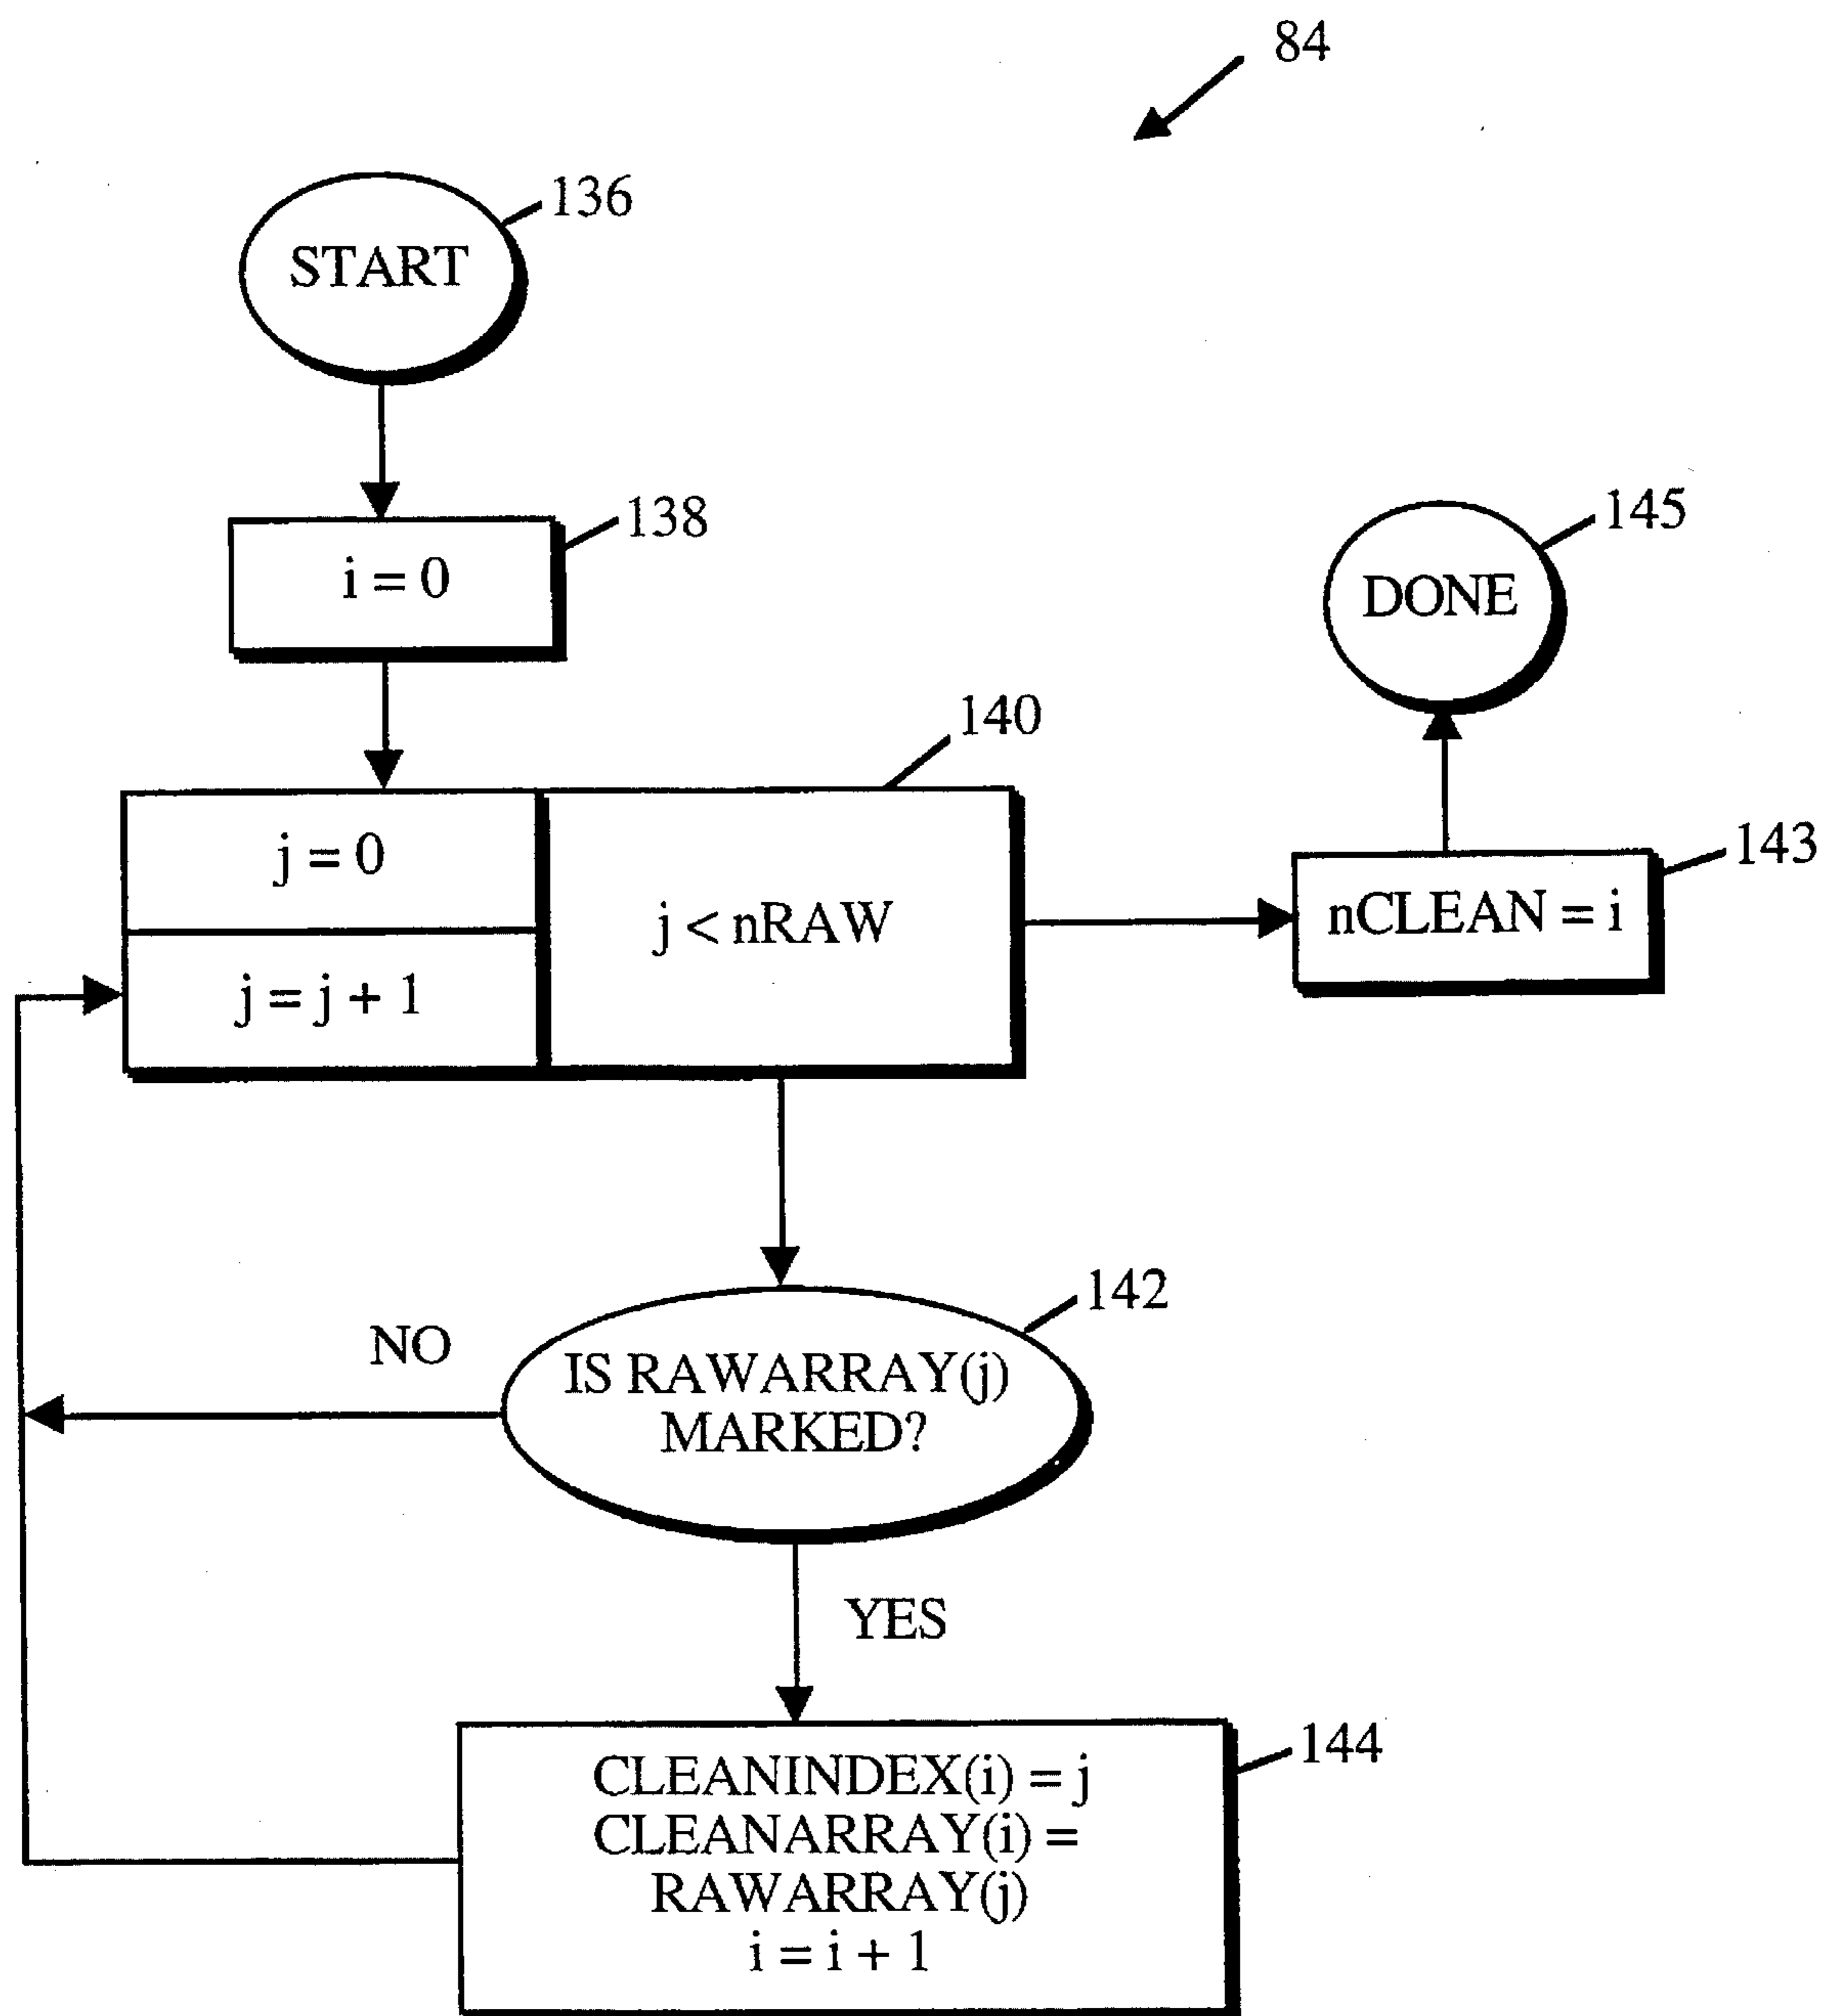 84
136
START
138
i = 0
145
DONE
140
j = 0
j < nRAW
j = j + 1
143
nCLEAN = i
142
NO
IS RAWARRAY(j)
MARKED?
YES
144
CLEANINDEX(i) = j
CLEANARRAY(i) =
RAWARRAY(j)
i = i + 1